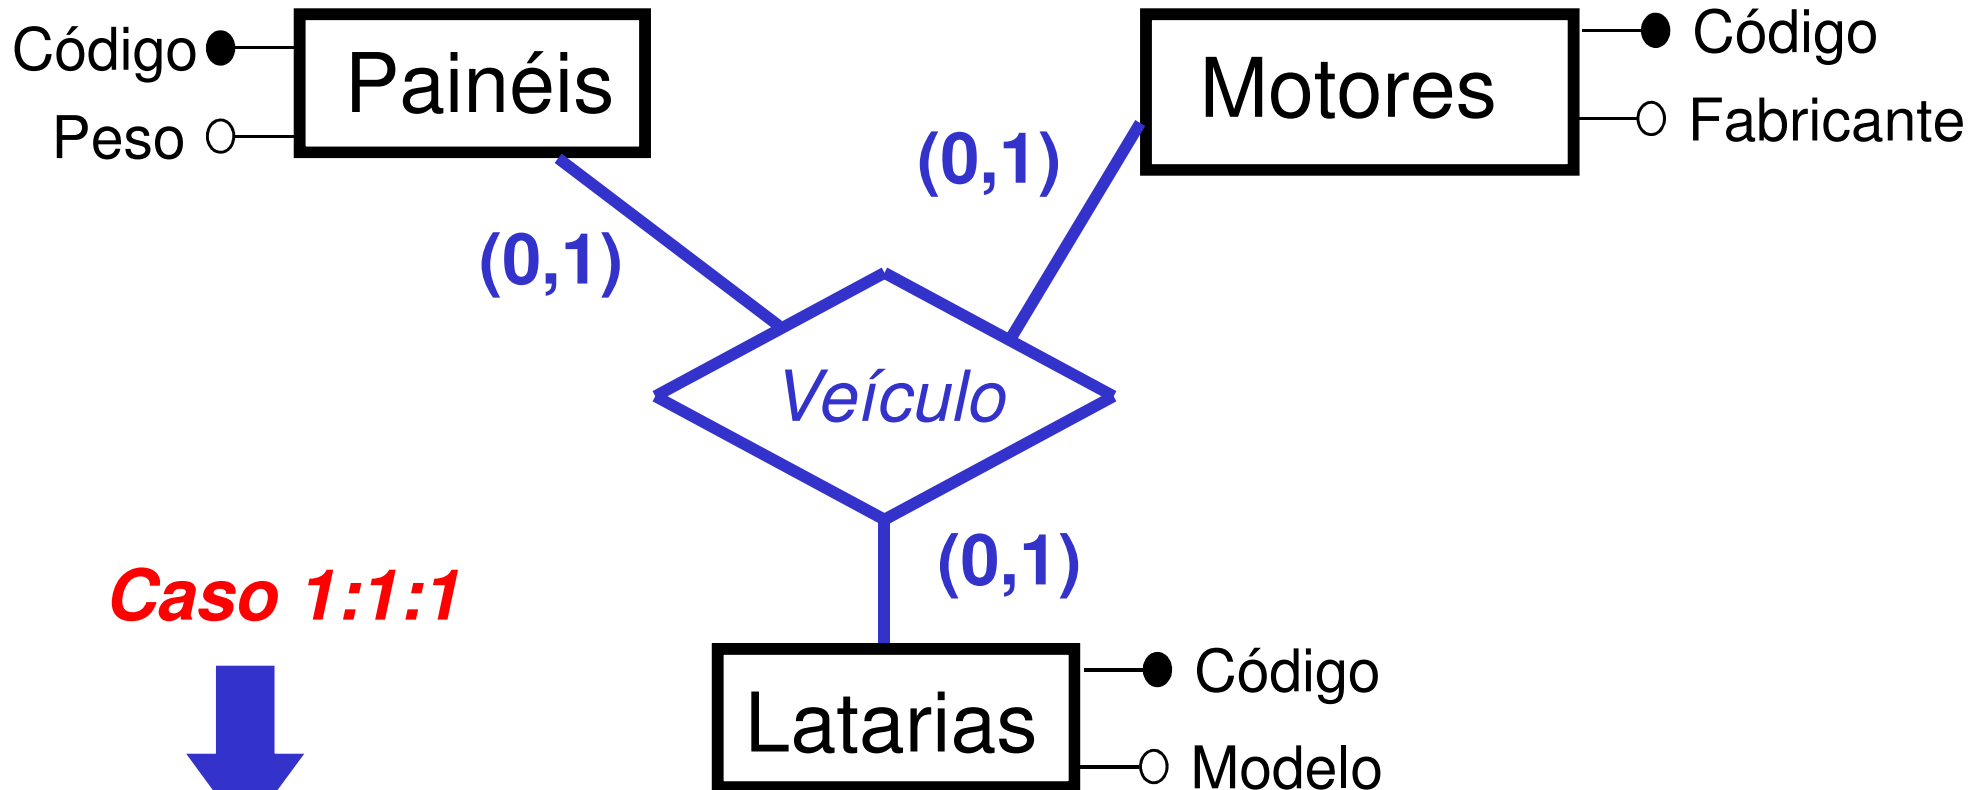 Código
Painéis
Peso
Motores
Código
Fabricante
(0,1)
(0,1)
Veículo
(0,1)
Caso 1:1:1
Latarias
Código
Modelo